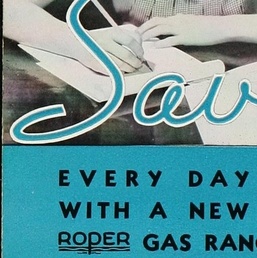 Sav
EVERY DAY
WITH A NEW
ROPER GAS RANG